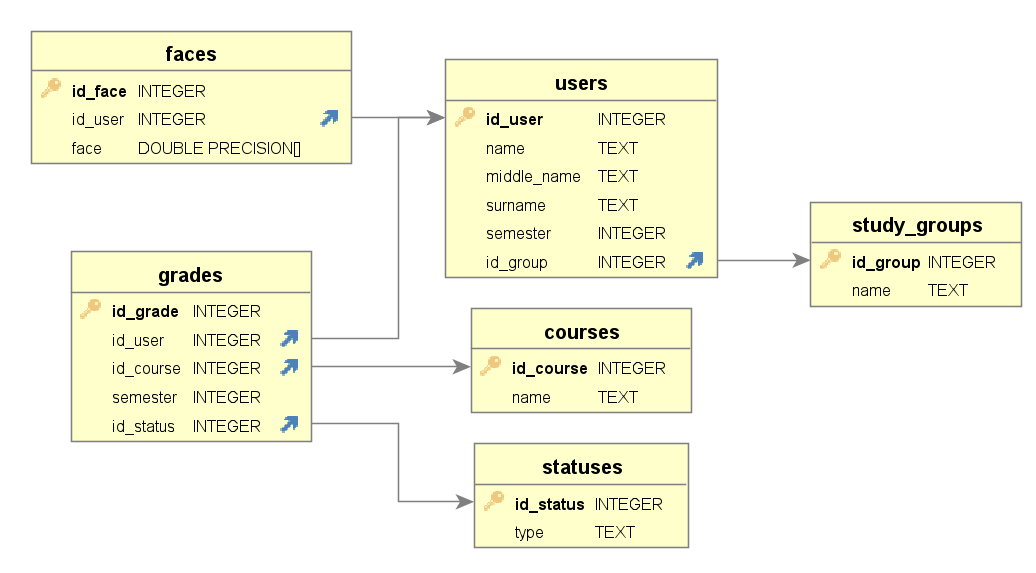 faces
id_face INTEGER
id_user INTEGER
face DOUBLE PRECISION[]
users
id_user INTEGER
name TEXT
middle_name TEXT
surname TEXT
semester INTEGER
id_group INTEGER
study_groups
id_group INTEGER
name TEXT
grades
id_grade INTEGER
id_user INTEGER
id_course INTEGER
semester INTEGER
id_status INTEGER
courses
id_course INTEGER
name TEXT
statuses
id_status INTEGER
type TEXT